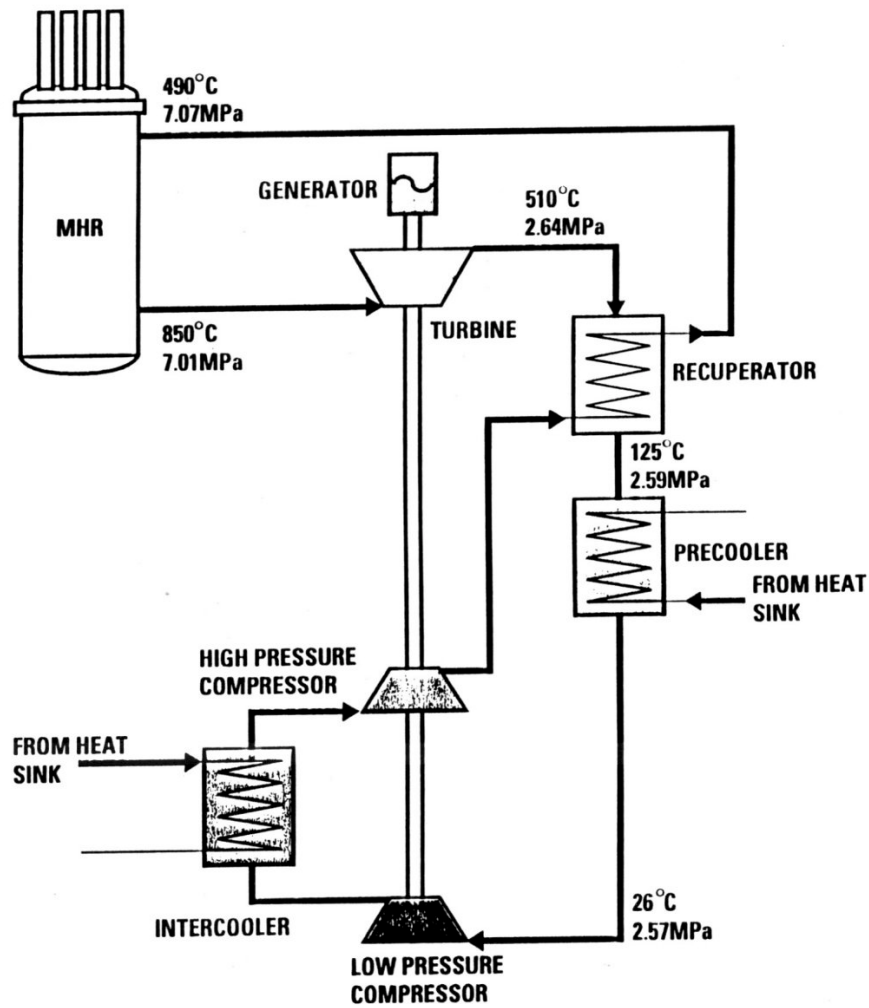 490°C
7.07MPa
GENERATOR
510°C
2.64MPa
MHR
850°C
7.01MPa
TURBINE
RECUPERATOR
125°C
2.59MPa
PRECOOLER
FROM HEAT
SINK
HIGH PRESSURE
COMPRESSOR
FROM HEAT
SINK
INTERCOOLER
26°C
2.57MPa
LOW PRESSURE
COMPRESSOR